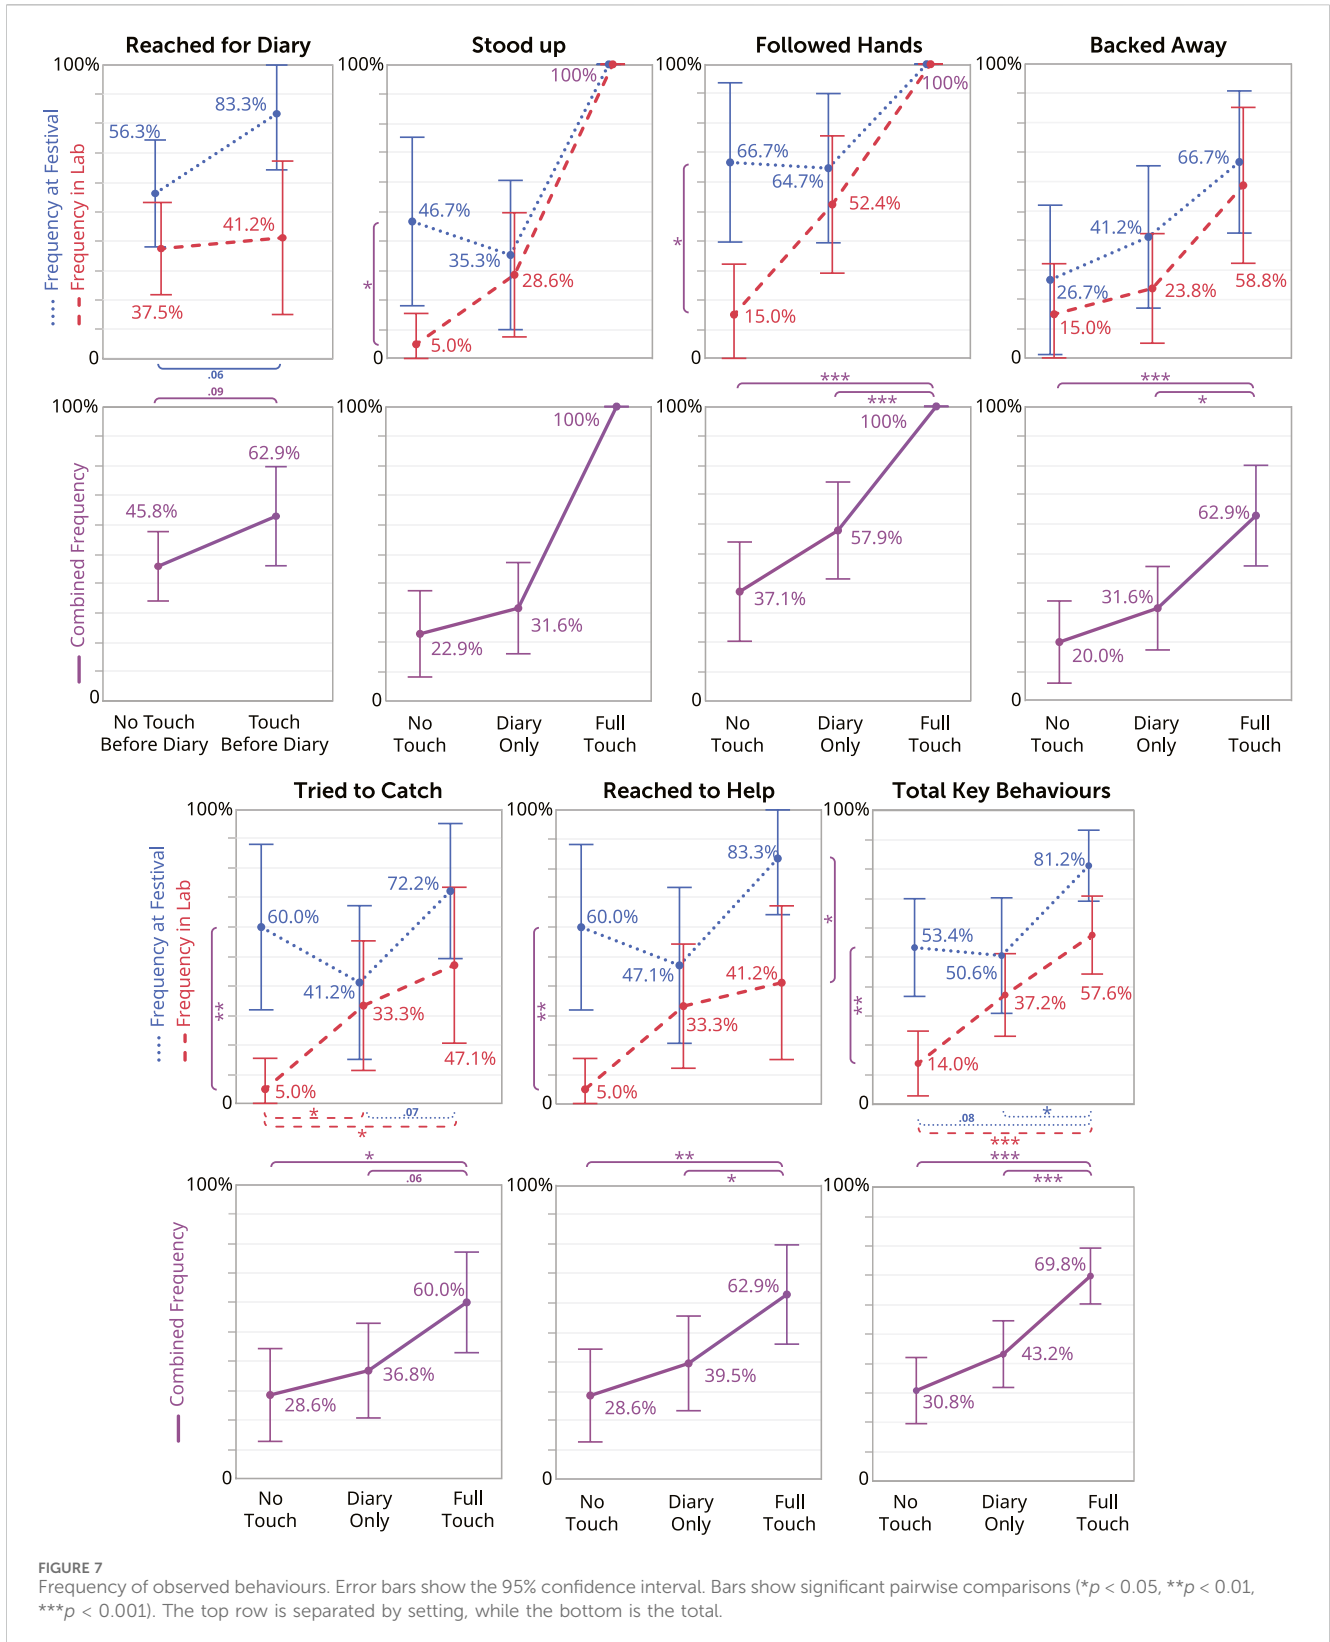 Reached for Diary
Stood up
Followed Hands
Backed Away
Frequency at Festival
Frequency in Lab
100%
56.3%
83.3%
41.2%
37.5%
0
.06
100%
100%
46.7%
35.3%
28.6%
5.0%
0
*
100%
100%
66.7%
64.7%
52.4%
15.0%
0
*
100%
66.7%
41.2%
26.7%
23.8%
58.8%
15.0%
0
Combined Frequency
.09
100%
62.9%
45.8%
0
No Touch
Before Diary
Touch
Before Diary
100%
100%
31.6%
22.9%
0
No
Touch
Diary
Only
Full
Touch
***
***
100%
100%
57.9%
37.1%
0
No
Touch
Diary
Only
Full
Touch
***
*
100%
62.9%
31.6%
20.0%
0
No
Touch
Diary
Only
Full
Touch
Tried to Catch
Reached to Help
Total Key Behaviours
Frequency at Festival
Frequency in Lab
100%
72.2%
60.0%
41.2%
33.3%
47.1%
5.0%
0
**
*
.07
*
100%
83.3%
60.0%
47.1%
41.2%
33.3%
5.0%
0
**
*
100%
81.2%
53.4%
50.6%
57.6%
37.2%
14.0%
0
**
*
.08
***
Combined Frequency
*
.06
100%
60.0%
36.8%
28.6%
0
No
Touch
Diary
Only
Full
Touch
**
*
100%
62.9%
39.5%
28.6%
0
No
Touch
Diary
Only
Full
Touch
***
***
100%
69.8%
43.2%
30.8%
0
No
Touch
Diary
Only
Full
Touch
FIGURE 7
Frequency of observed behaviours. Error bars show the 95% confidence interval. Bars show significant pairwise comparisons (*p < 0.05, **p < 0.01,
***p < 0.001). The top row is separated by setting, while the bottom is the total.